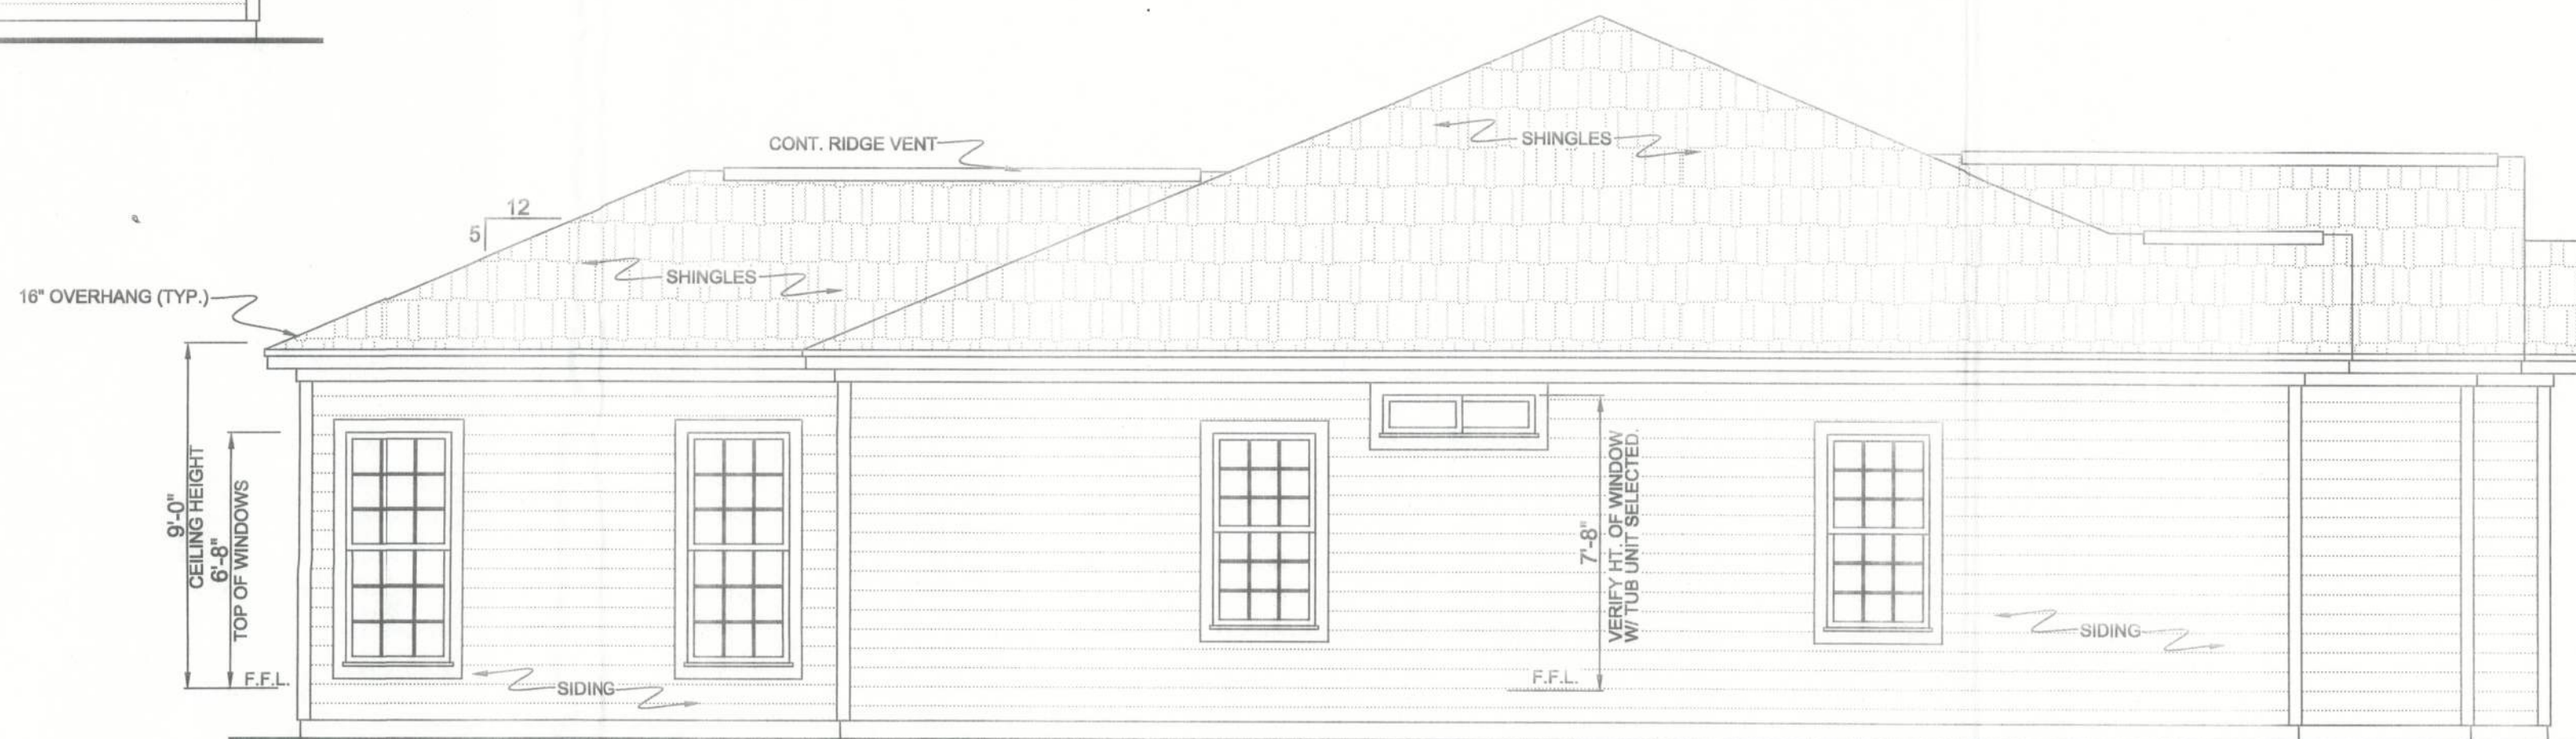 CONT. RIDGE VENT
SHINGLES
12
5
SHINGLES
16" OVERHANG (TYP.)
9'-0"
CEILING HEIGHT
6'-8"
TOP OF WINDOWS
F.F.L.
SIDING
7'-8"
VERIFY HT. OF WINDOW
W/ TUB UNIT SELECTED.
F.F.L.
SIDING